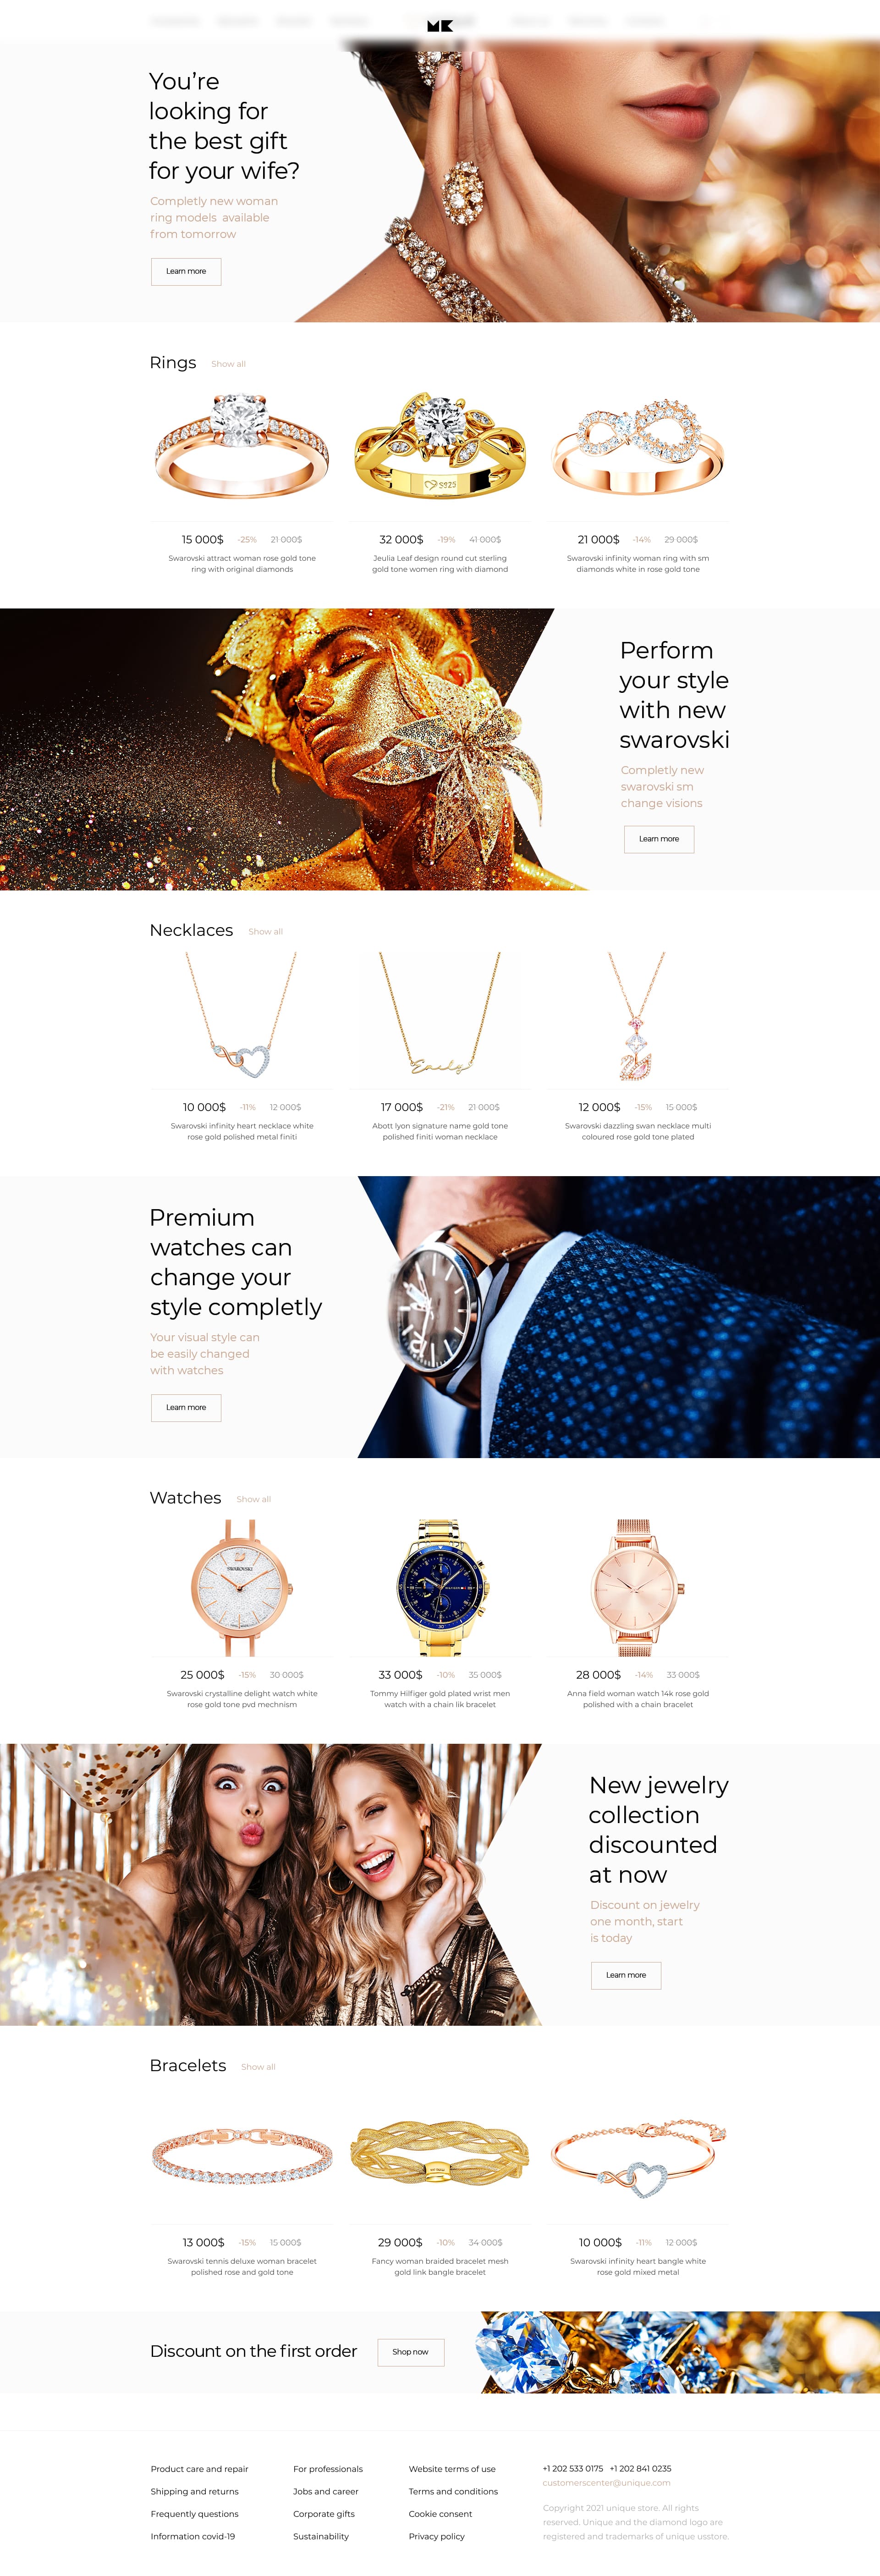 MK
You're
looking for
the best gift
for your wife?
Completly new woman
ring models available
from tomorrow
Learn more
Rings Show all
S925
15 000$ -25% 21 000$
Swarovski attract woman rose gold tone
ring with original diamonds
32 000$ -19% 41 000$
Jeulia Leaf design round cut sterling
gold tone women ring with diamond
21 000$ -14% 29 000$
Swarovski infinity woman ring with sm
diamonds white in rose gold tone
Perform
your style
with new
swarovski
Completly new
swarovski sm
change visions
Learn more
Necklaces Show all
Emily
10 000$ -11% 12 000$
Swarovski infinity heart necklace white
rose gold polished metal finiti
17 000$ -21% 21 000$
Abott lyon signature name gold tone
polished finiti woman necklace
12 000$ -15% 15 000$
Swarovski dazzling swan necklace multi
coloured rose gold tone plated
Premium
watches can
change your
style completly
Your visual style can
be easily changed
with watches
Learn more
Watches Show all
SWAROVSKI
25 000$ -15% 30 000$
Swarovski crystalline delight watch white
rose gold tone pvd mechnism
33 000$ -10% 35 000$
Tommy Hilfiger gold plated wrist men
watch with a chain lik bracelet
28 000$ -14% 33 000$
Anna field woman watch 14k rose gold
polished with a chain bracelet
New jewelry
collection
discounted
at now
Discount on jewelry
one month, start
is today
Learn more
Bracelets Show all
13 000$ -15% 15 000$
Swarovski tennis deluxe woman bracelet
polished rose and gold tone
29 000$ -10% 34 000$
Fancy woman braided bracelet mesh
gold link bangle bracelet
10 000$ -11% 12 000$
Swarovski infinity heart bangle white
rose gold mixed metal
Discount on the first order
Shop now
Product care and repair
Shipping and returns
Frequently questions
Information covid-19
For professionals
Jobs and career
Corporate gifts
Sustainability
Website terms of use
Terms and conditions
Cookie consent
Privacy policy
+1 202 533 0175 +1 202 841 0235
customerscenter@unique.com
Copyright 2021 unique store. All rights
reserved. Unique and the diamond logo are
registered and trademarks of unique usstore.